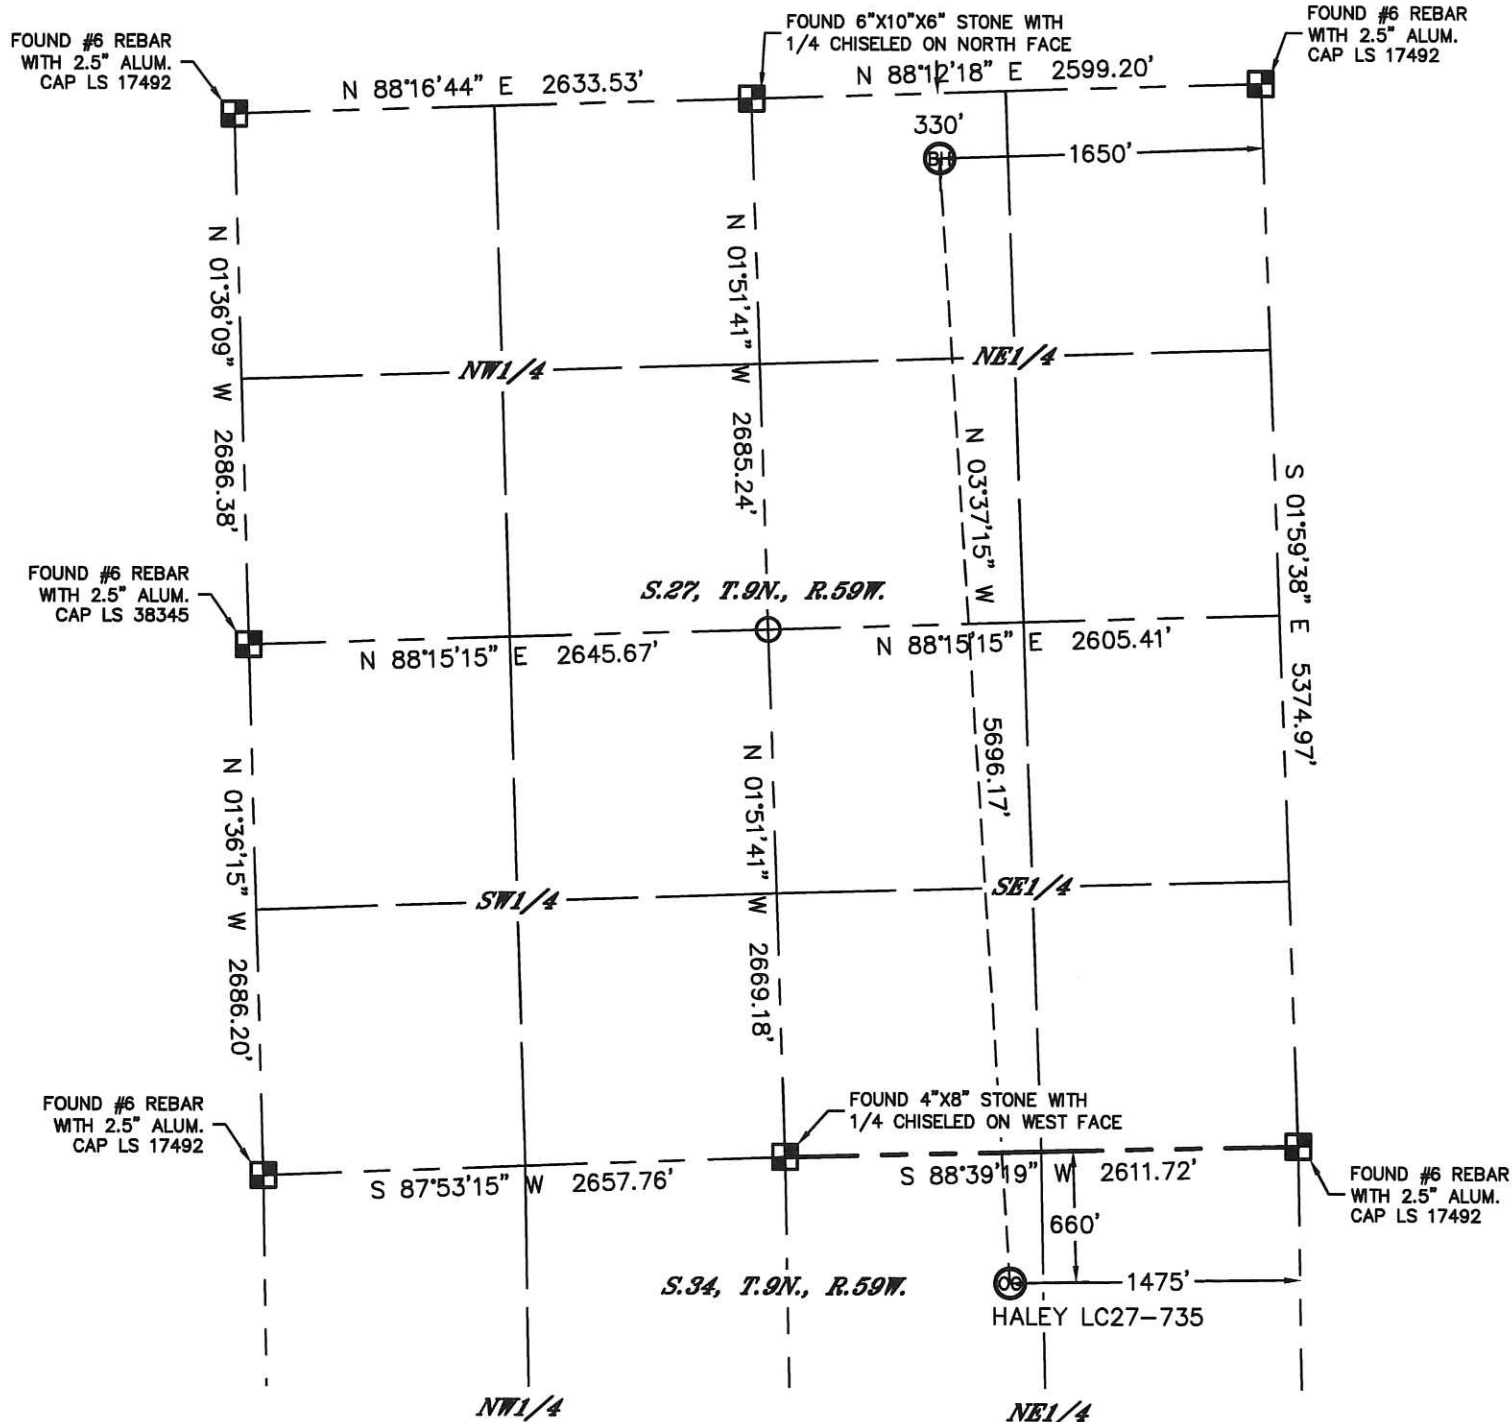 FOUND #6 REBAR
WITH 2.5" ALUM.
CAP LS 17492
FOUND 6"X10"X6" STONE WITH
1/4 CHISELED ON NORTH FACE
FOUND #6 REBAR
WITH 2.5" ALUM.
CAP LS 17492
N 88°16'44" E 2633.53'
N 88°12'18" E 2599.20'
330'
BH
1650'
N 01°36'09" W 2686.38'
N 01°51'41" W 2685.24'
NW1/4
NE1/4
N 03°37'15" W 5696.17'
S 01°59'38" E 5374.97'
FOUND #6 REBAR
WITH 2.5" ALUM.
CAP LS 38345
S.27, T.9N., R.59W.
N 88°15'15" E 2645.67'
N 88°15'15" E 2605.41'
N 01°36'15" W 2686.20'
N 01°51'41" W 2669.18'
SW1/4
SE1/4
FOUND #6 REBAR
WITH 2.5" ALUM.
CAP LS 17492
FOUND 4"X8" STONE WITH
1/4 CHISELED ON WEST FACE
S 87°53'15" W 2657.76'
S 88°39'19" W 2611.72'
FOUND #6 REBAR
WITH 2.5" ALUM.
CAP LS 17492
660'
S.34, T.9N., R.59W.
OG
1475'
HALEY LC27-735
NW1/4
NE1/4